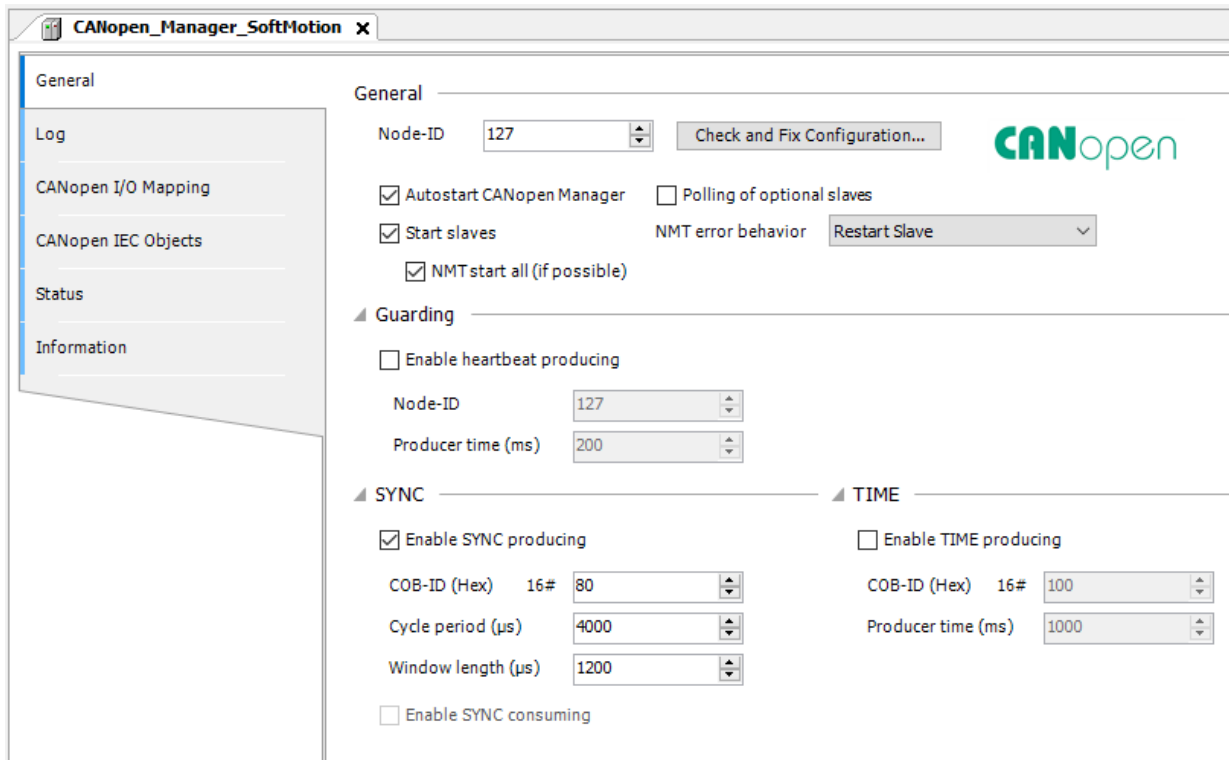 CANopen_Manager_SoftMotion
General
Log
CANopen I/O Mapping
CANopen IEC Objects
Status
Information
General
Node-ID 127 Check and Fix Configuration...
CANopen
Autostart CANopen Manager Polling of optional slaves
Start slaves NMT error behavior Restart Slave
NMT start all (if possible)
Guarding
Enable heartbeat producing
Node-ID 127
Producer time (ms) 200
SYNC
Enable SYNC producing
COB-ID (Hex) 16# 80
Cycle period (µs) 4000
Window length (µs) 1200
Enable SYNC consuming
TIME
Enable TIME producing
COB-ID (Hex) 16# 100
Producer time (ms) 1000